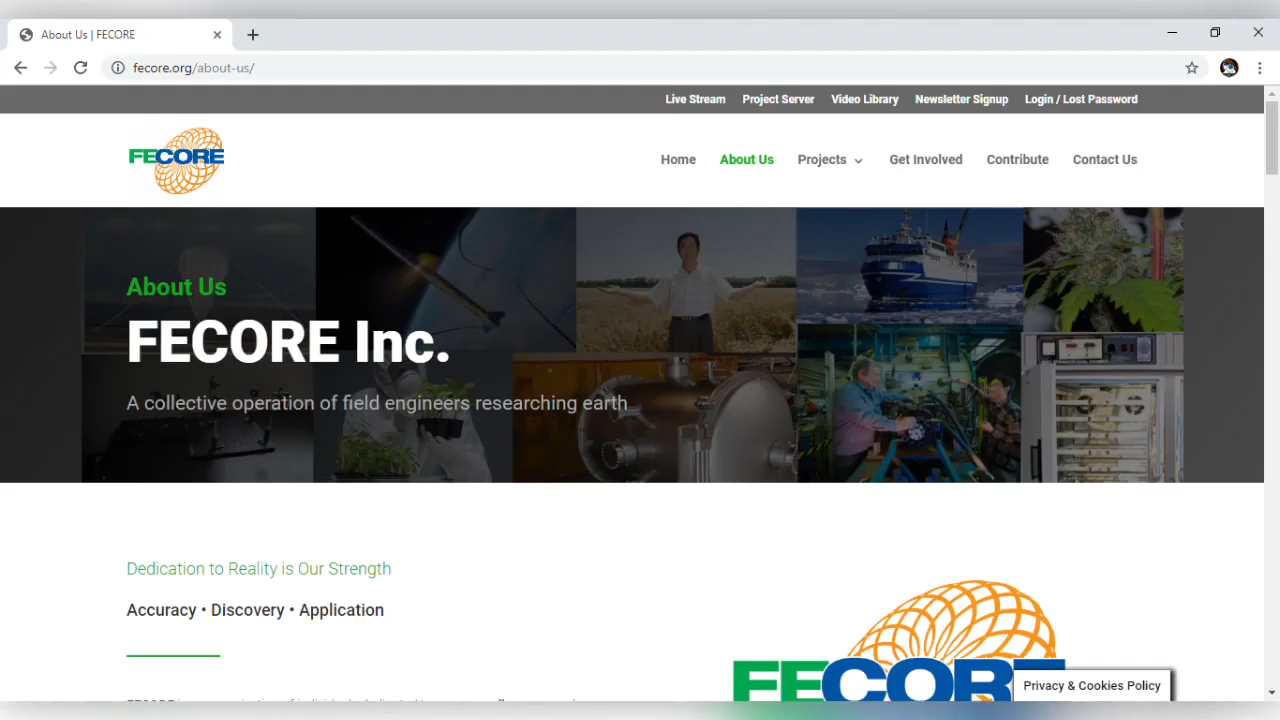 About Us | FECORE
fecore.org/about-us/
Live Stream Project Server Video Library Newsletter Signup Login / Lost Password
FECORE
Home About Us Projects Get Involved Contribute Contact Us
About Us
FECORE Inc.
A collective operation of field engineers researching earth
Dedication to Reality is Our Strength
Accuracy • Discovery • Application
FECORE
Privacy & Cookies Policy